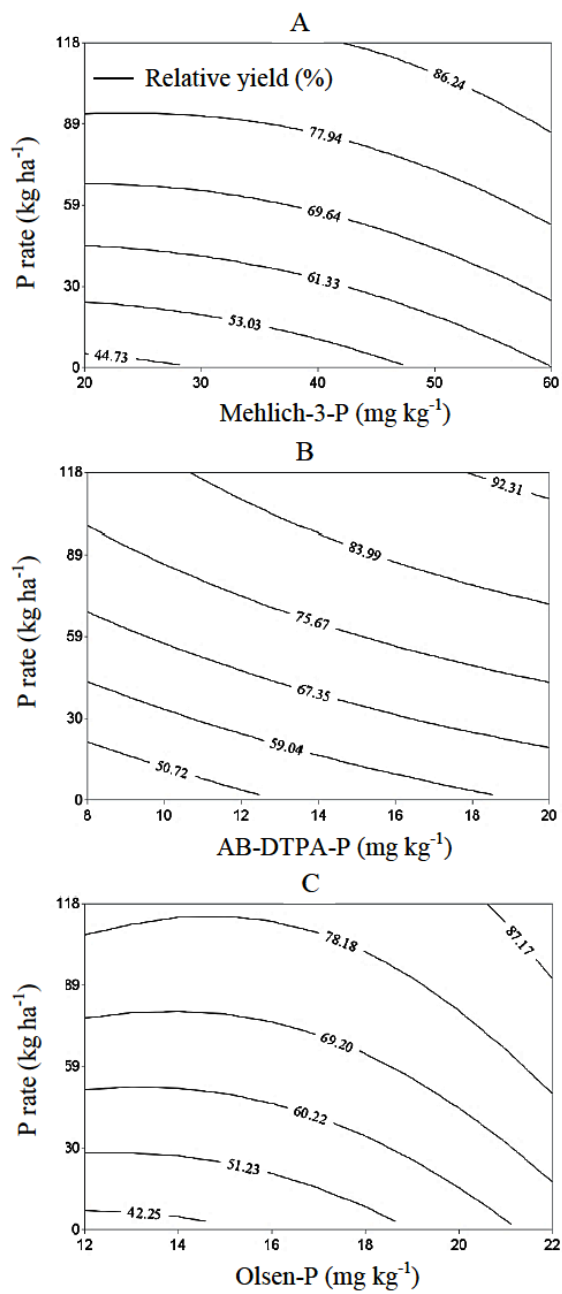 A
118
Relative yield (%)
86.24
89
77.94
59
69.64
61.33
30
53.03
44.73
0
20 30 40 50 60
P rate (kg ha⁻¹)
Mehlich-3-P (mg kg⁻¹)
B
118
92.31
83.99
89
75.67
59
67.35
30
59.04
50.72
0
8 10 12 14 16 18 20
P rate (kg ha⁻¹)
AB-DTPA-P (mg kg⁻¹)
C
118
87.17
78.18
89
69.20
59
60.22
30
51.23
42.25
0
12 14 16 18 20 22
P rate (kg ha⁻¹)
Olsen-P (mg kg⁻¹)